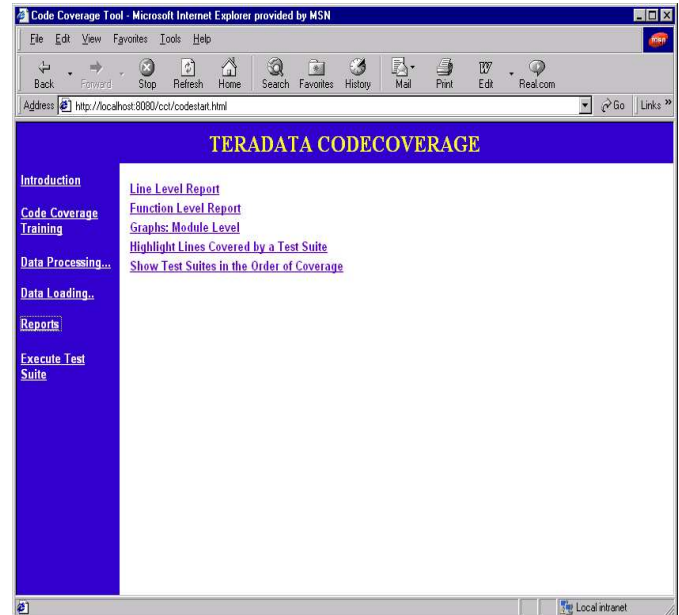 Code Coverage Tool - Microsoft Internet Explorer provided by MSN
File Edit View Favorites Tools Help
msn
Back Forward Stop Refresh Home Search Favorites History Mail Print Edit Real.com
Address http://localhost:8080/cct/codestart.html Go Links »
TERADATA CODECOVERAGE
Introduction
Code Coverage
Training
Data Processing...
Data Loading..
Reports
Execute Test
Suite
Line Level Report
Function Level Report
Graphs: Module Level
Highlight Lines Covered by a Test Suite
Show Test Suites in the Order of Coverage
Local intranet